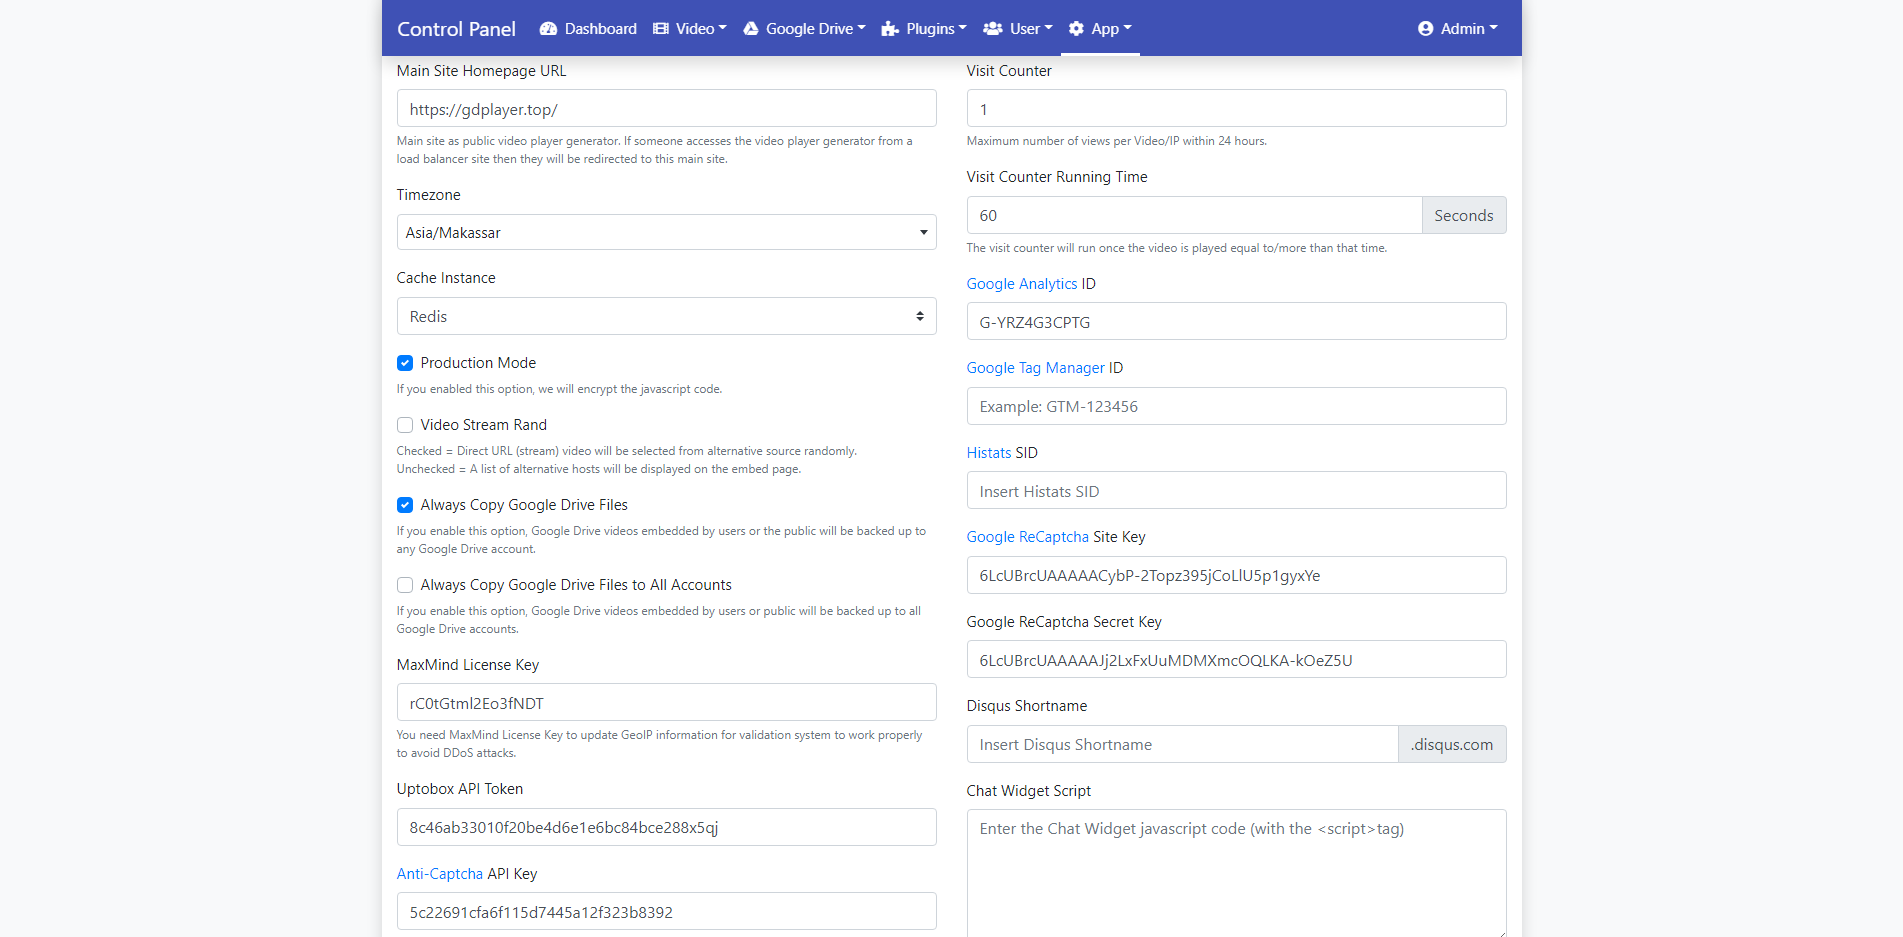 Control Panel
Dashboard
Video
Google Drive
Plugins
User
App
Admin
Main Site Homepage URL
https://gdplayer.top/
Main site as public video player generator. If someone accesses the video player generator from a
load balancer site then they will be redirected to this main site.
Timezone
Asia/Makassar
Cache Instance
Redis
Production Mode
If you enabled this option, we will encrypt the javascript code.
Video Stream Rand
Checked = Direct URL (stream) video will be selected from alternative source randomly.
Unchecked = A list of alternative hosts will be displayed on the embed page.
Always Copy Google Drive Files
If you enable this option, Google Drive videos embedded by users or the public will be backed up to
any Google Drive account.
Always Copy Google Drive Files to All Accounts
If you enable this option, Google Drive videos embedded by users or public will be backed up to all
Google Drive accounts.
MaxMind License Key
rC0tGtml2Eo3fNDT
You need MaxMind License Key to update GeoIP information for validation system to work properly
to avoid DDoS attacks.
Uptobox API Token
8c46ab33010f20be4d6e1e6bc84bce288x5qj
Anti-Captcha API Key
5c22691cfa6f115d7445a12f323b8392
Visit Counter
1
Maximum number of views per Video/IP within 24 hours.
Visit Counter Running Time
60
Seconds
The visit counter will run once the video is played equal to/more than that time.
Google Analytics ID
G-YRZ4G3CPTG
Google Tag Manager ID
Example: GTM-123456
Histats SID
Insert Histats SID
Google ReCaptcha Site Key
6LcUBrcUAAAAACybP-2Topz395jCoLlU5p1gyxYe
Google ReCaptcha Secret Key
6LcUBrcUAAAAAJj2LxFxUuMDMXmcOQLKA-kOeZ5U
Disqus Shortname
Insert Disqus Shortname
.disqus.com
Chat Widget Script
Enter the Chat Widget javascript code (with the <script>tag)